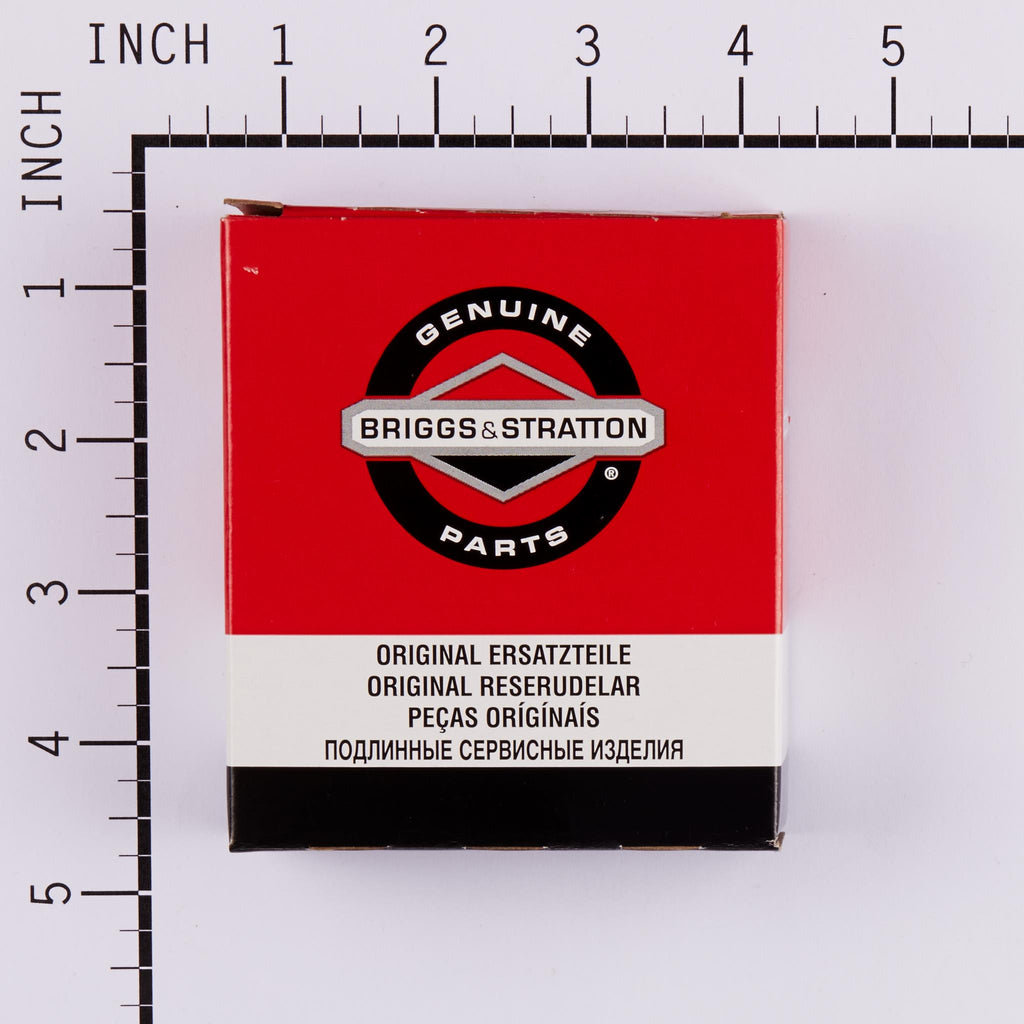 INCH 1 2 3 4 5
INCH
1
2
3
4
5
GENUINE
BRIGGS & STRATTON
®
PARTS
ORIGINAL ERSATZTEILE
ORIGINAL RESERUDELAR
PEÇAS ORÍGÍNAÍS
ПОДЛИННЫЕ СЕРВИСНЫЕ ИЗДЕЛИЯ